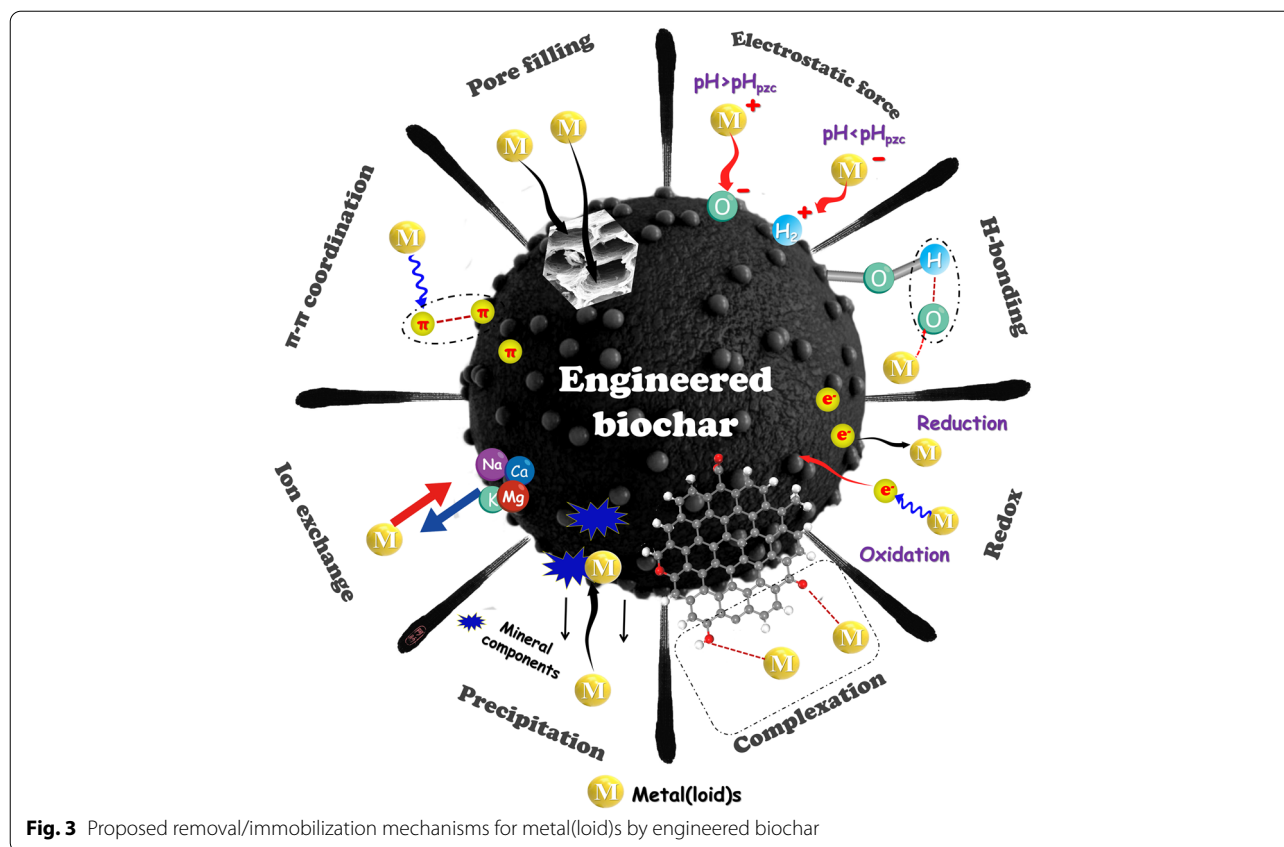 Pore filling
M
M
Electrostatic force
pH>pHpzc
M
+
O
-
pH<pHpzc
M
-
H2
+
H-bonding
O
H
O
M
π-π coordination
M
π
π
π
Engineered
biochar
e-
e-
Reduction
M
e-
M
Oxidation
Redox
Ion exchange
Na
Ca
K
Mg
M
M
Mineral
components
M
Precipitation
M
M
Complexation
M
Metal(loid)s
Fig. 3 Proposed removal/immobilization mechanisms for metal(loid)s by engineered biochar